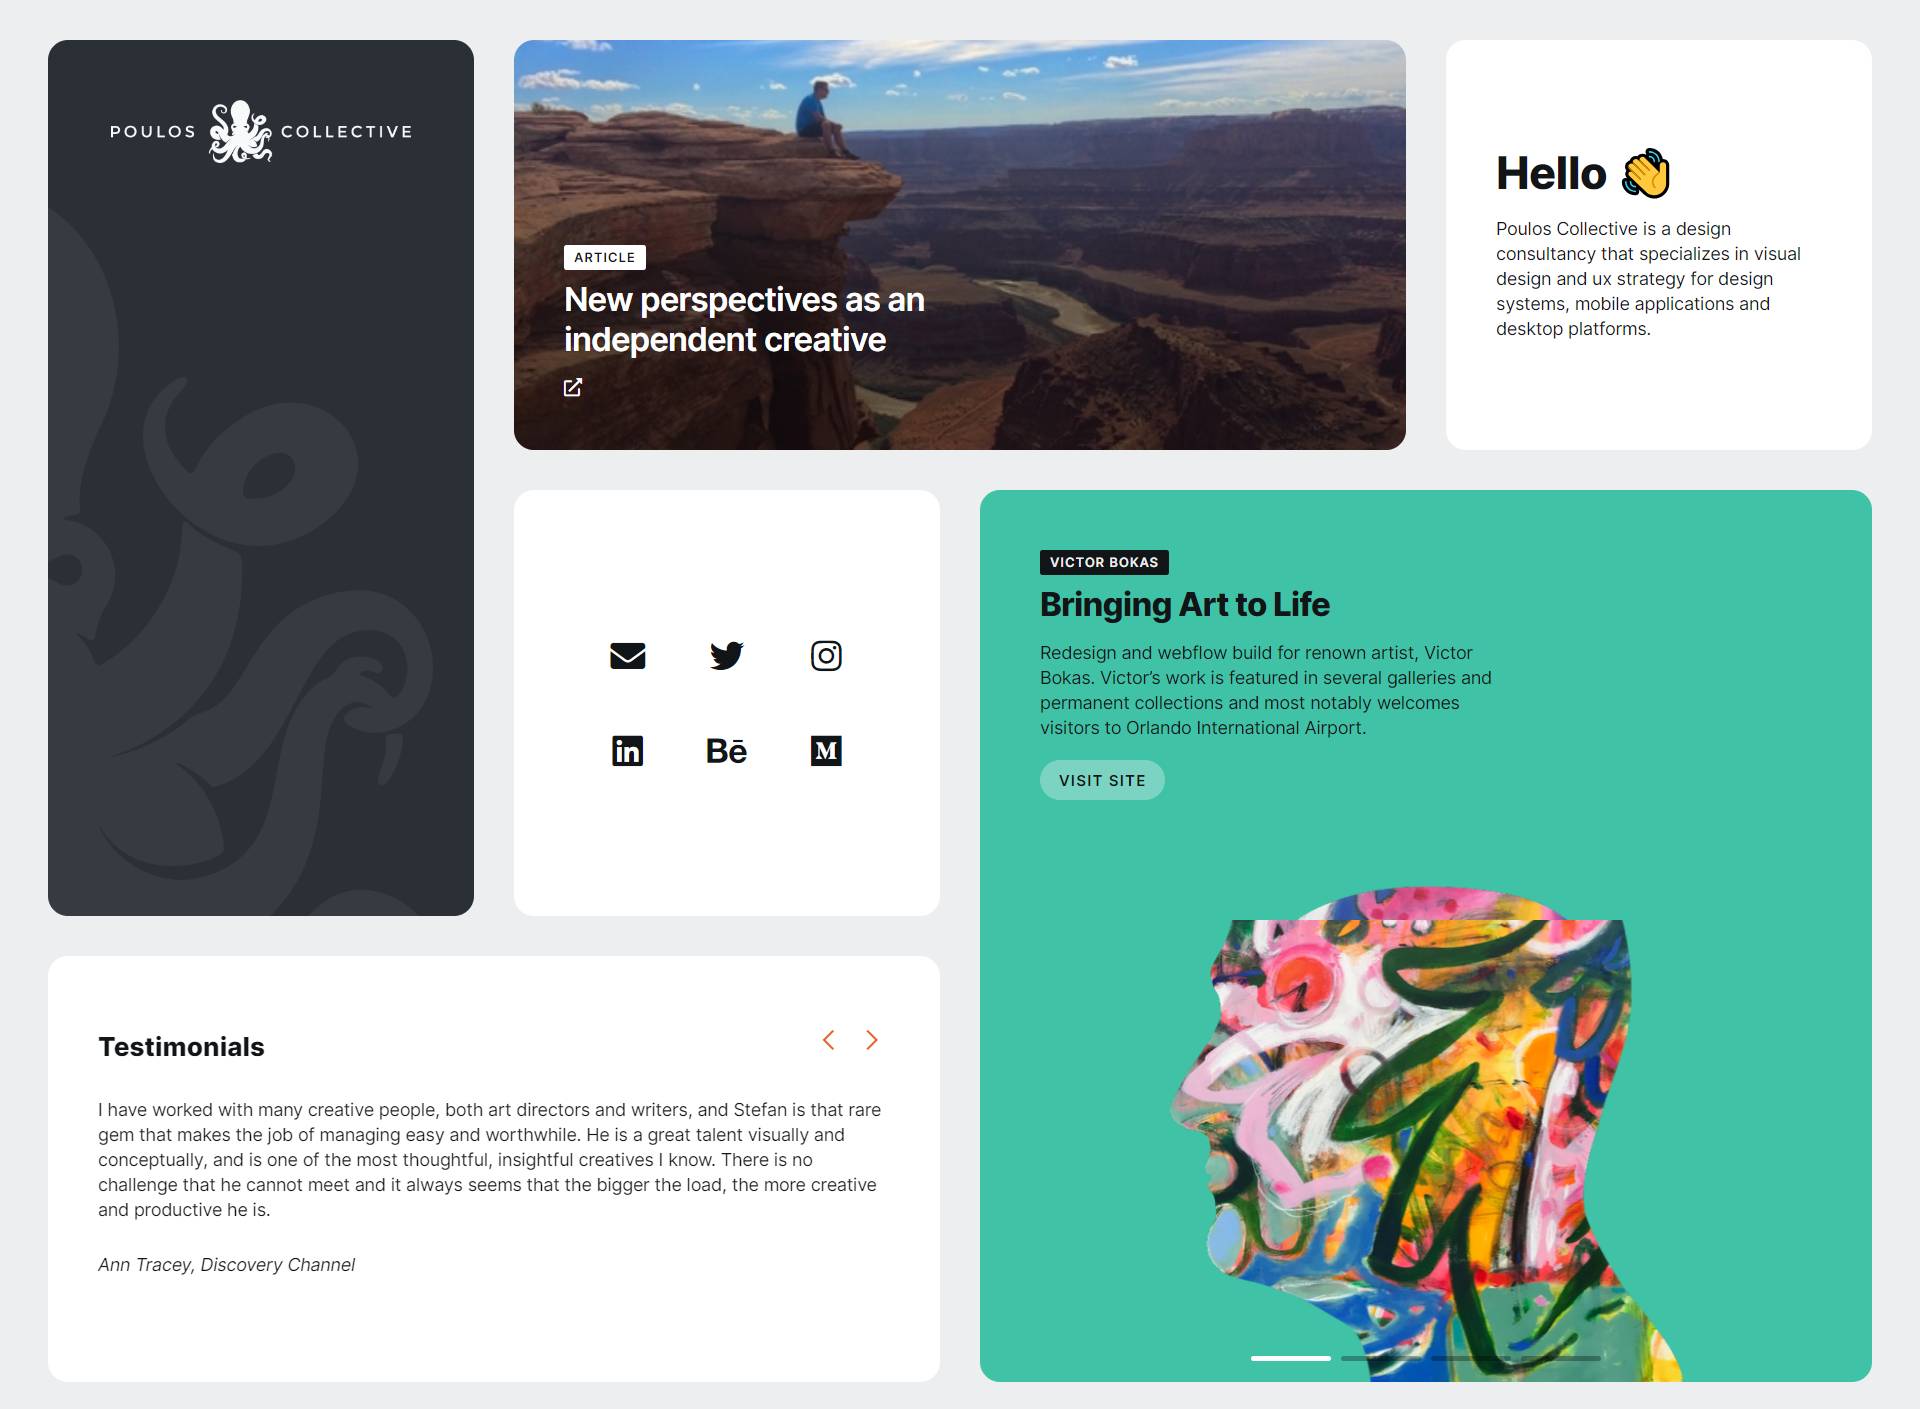 POULOS COLLECTIVE
ARTICLE
New perspectives as an
independent creative
Hello
Poulos Collective is a design
consultancy that specializes in visual
design and ux strategy for design
systems, mobile applications and
desktop platforms.
in Bē M
VICTOR BOKAS
Bringing Art to Life
Redesign and webflow build for renown artist, Victor
Bokas. Victor’s work is featured in several galleries and
permanent collections and most notably welcomes
visitors to Orlando International Airport.
VISIT SITE
Testimonials
I have worked with many creative people, both art directors and writers, and Stefan is that rare
gem that makes the job of managing easy and worthwhile. He is a great talent visually and
conceptually, and is one of the most thoughtful, insightful creatives I know. There is no
challenge that he cannot meet and it always seems that the bigger the load, the more creative
and productive he is.
Ann Tracey, Discovery Channel